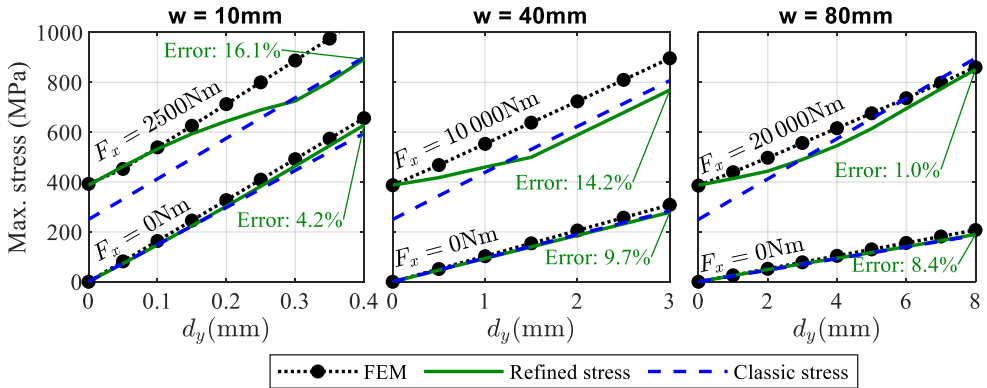 w = 10mm
w = 40mm
w = 80mm
Max. stress (MPa)
1000
800
600
400
200
0
Error: 16.1%
F_x = 2500Nm
Error: 4.2%
F_x = 0Nm
0
0.1
0.2
0.3
0.4
d_y(mm)
F_x = 10 000Nm
Error: 14.2%
F_x = 0Nm
Error: 9.7%
0
1
2
3
d_y(mm)
F_x = 20 000Nm
Error: 1.0%
F_x = 0Nm
Error: 8.4%
0
2
4
6
8
d_y(mm)
FEM
Refined stress
Classic stress